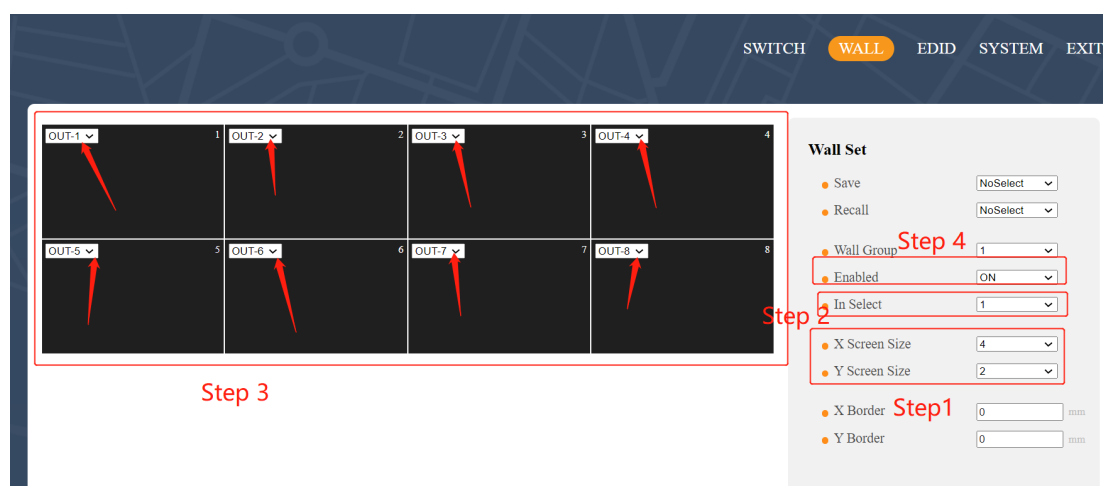 SWITCH WALL EDID SYSTEM EXIT
OUT-1 1 OUT-2 2 OUT-3 3 OUT-4 4
OUT-5 5 OUT-6 6 OUT-7 7 OUT-8 8
Step 3
Wall Set
Save NoSelect
Recall NoSelect
Wall Group 1
Step 4
Enabled ON
In Select 1
Step 2
X Screen Size 4
Y Screen Size 2
Step1
X Border 0 mm
Y Border 0 mm